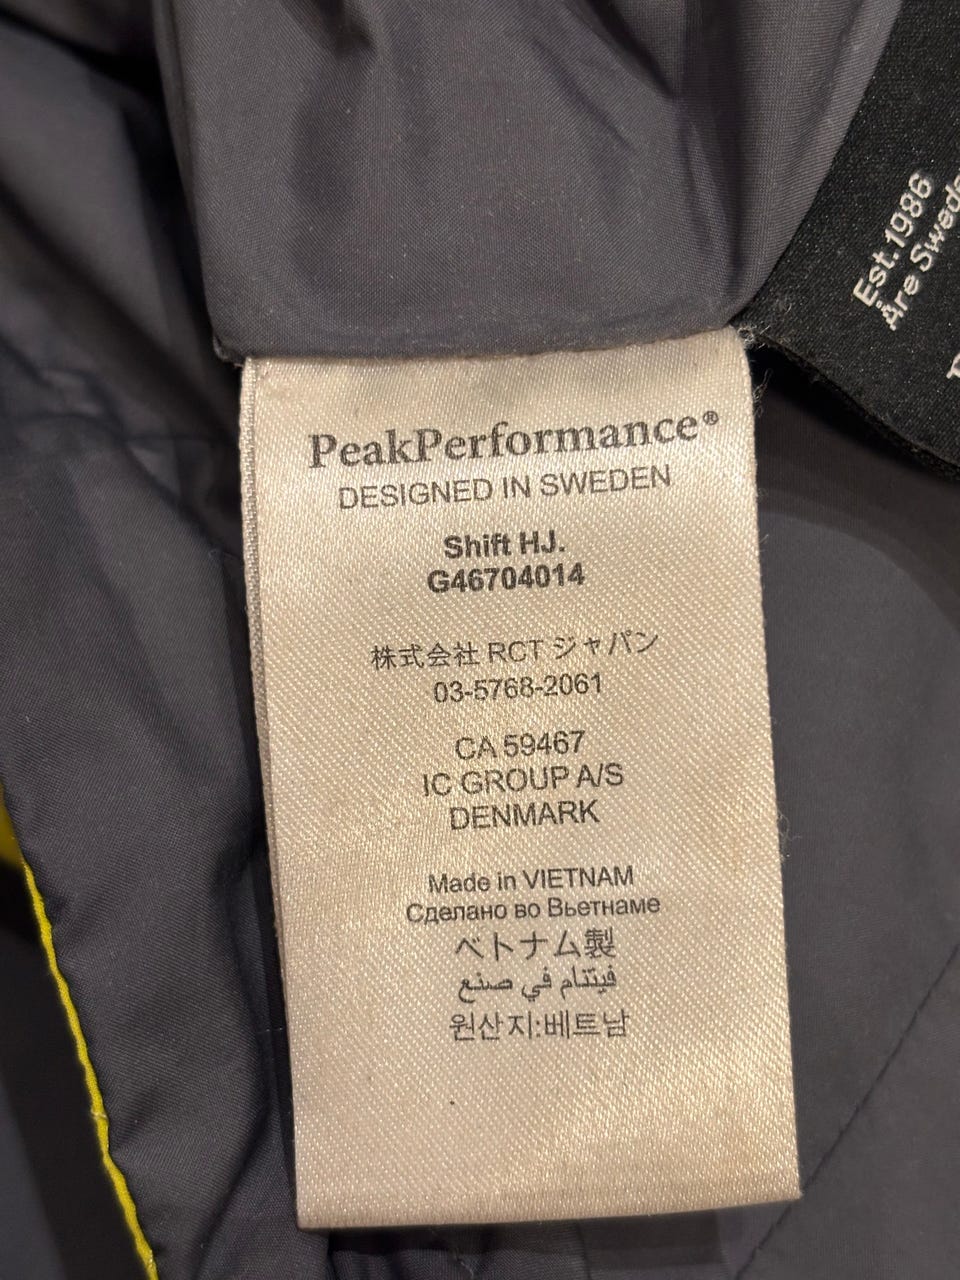 Est.1986
Åre Swede
PeakPerformance®
DESIGNED IN SWEDEN
Shift HJ.
G46704014
株式会社 RCT ジャパン
03-5768-2061
CA 59467
IC GROUP A/S
DENMARK
Made in VIETNAM
Сделано во Вьетнаме
ベトナム製
فيتنام في صنع
원산지:베트남